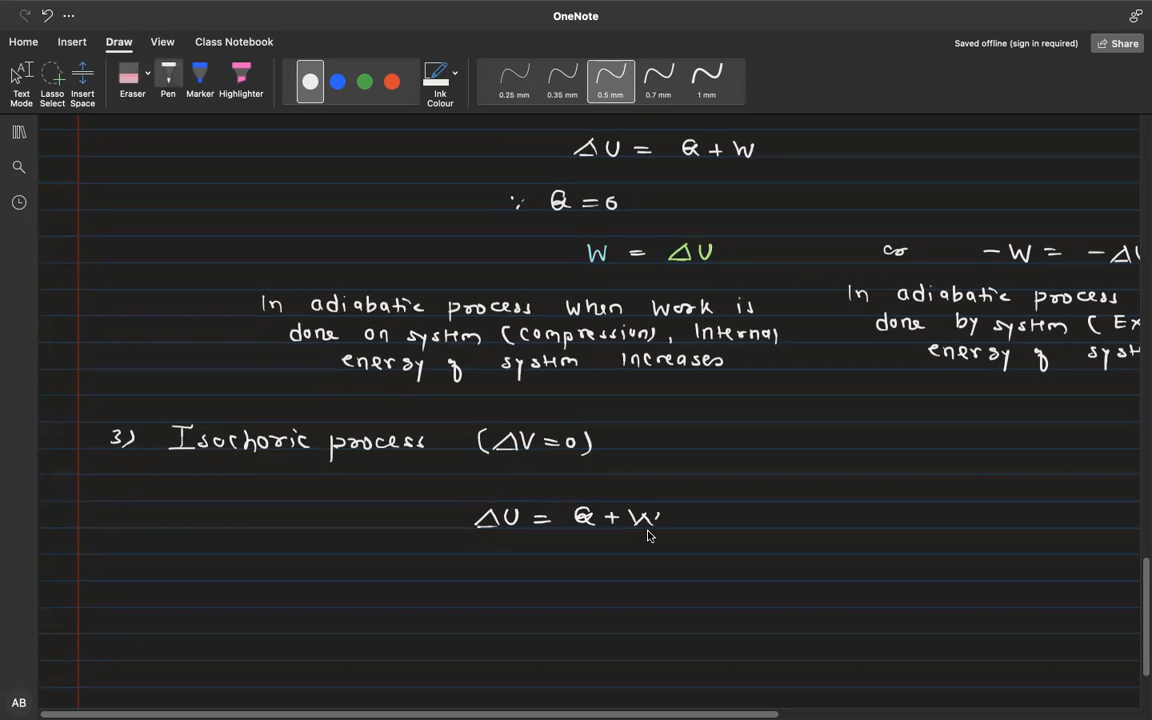 OneNote
Home Insert Draw View Class Notebook
Saved offline (sign in required) Share
Text Mode
Lasso Select
Insert Space
Eraser
Pen
Marker
Highlighter
Ink Colour
0.25 mm
0.35 mm
0.5 mm
0.7 mm
1 mm
ΔU = Q + W
∵ Q = 0
W = ΔU or -W = -ΔU
In adiabatic process when work is
done on system (compression), Internal
energy of system increases
In adiabatic process
done by system (Ex
energy of syst
3) Isochoric process (ΔV=0)
ΔU = Q + W
AB